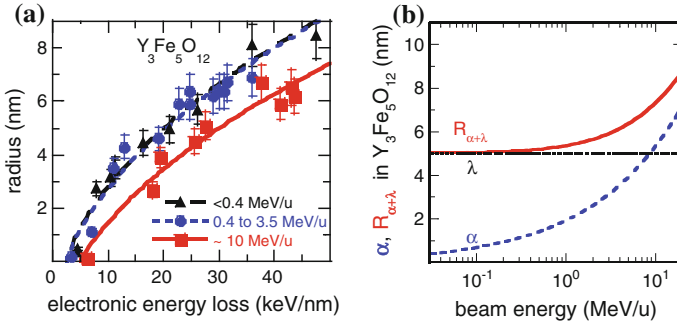 (a)
Y3Fe5O12
radius (nm)
8
6
4
2
<0.4 MeV/u
0.4 to 3.5 MeV/u
~ 10 MeV/u
0 10 20 30 40
electronic energy loss (keV/nm)
(b)
α, Rα+λ in Y3Fe5O12 (nm)
10
8
6
4
2
Rα+λ
λ
α
10-1 100 101
beam energy (MeV/u)